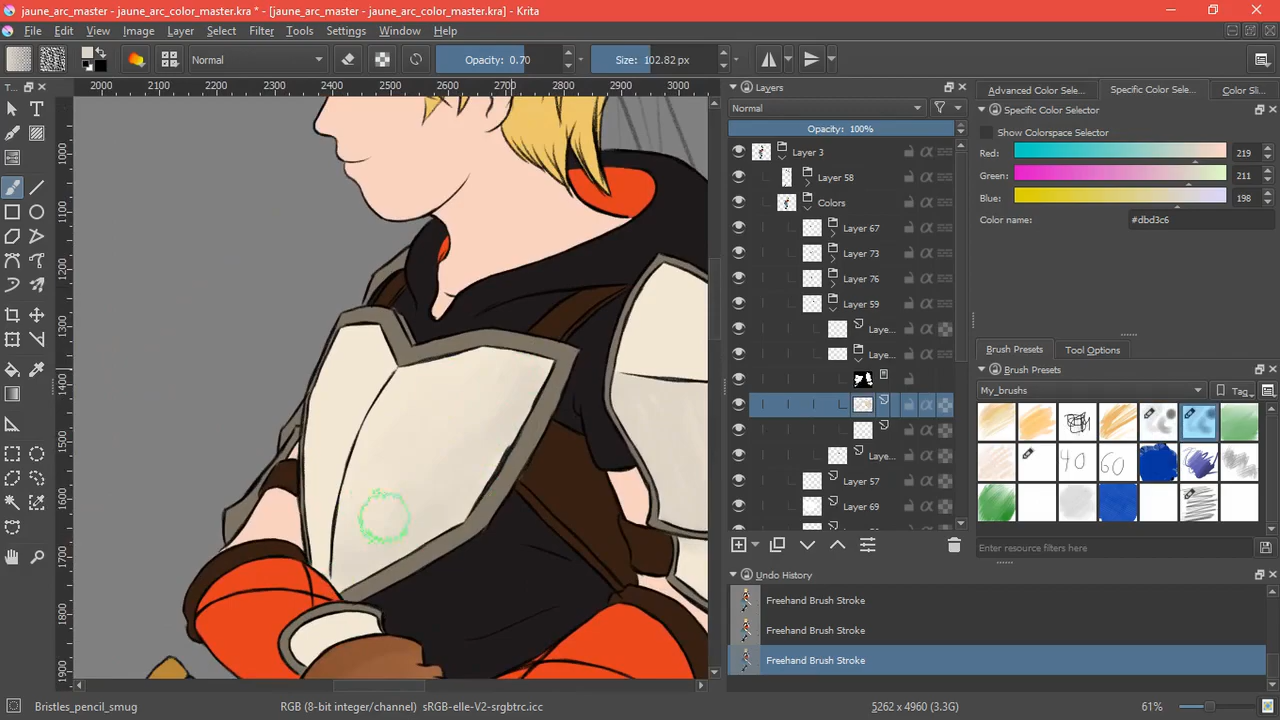 jaune_arc_master - jaune_arc_color_master.kra * - [jaune_arc_master - jaune_arc_color_master.kra] - Krita
File Edit View Image Layer Select Filter Tools Settings Window Help
Normal Opacity: 0.70 Size: 102.82 px
T...
2000 2100 2200 2300 2400 2500 2600 2700 2800 2900 3000
1000
1100
1200
1300
1400
1500
1600
1700
1800
1900
Layers
Normal
Opacity: 100%
Layer 3
Layer 58
Colors
Layer 67
Layer 73
Layer 76
Layer 59
Laye...
Laye...
Laye...
Layer 57
Layer 69
Undo History
Freehand Brush Stroke
Freehand Brush Stroke
Freehand Brush Stroke
Advanced Color Sele... Specific Color Sele... Color Sli...
Specific Color Selector
Show Colorspace Selector
Red: 219
Green: 211
Blue: 198
Color name: #dbd3c6
Brush Presets Tool Options
Brush Presets
My_brushes Tag
40 60
Enter resource filters here
Bristles_pencil_smug RGB (8-bit integer/channel) sRGB-elle-V2-srgbtrc.icc 5262 x 4960 (3.3G) 61%